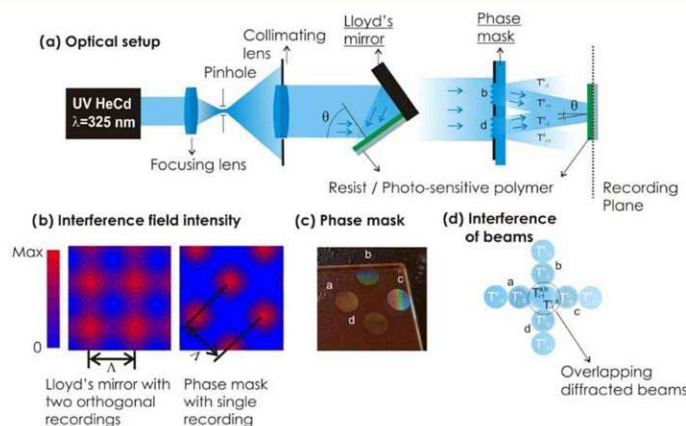 (a) Optical setup
UV HeCd
λ=325 nm
Focusing lens
Pinhole
Collimating
lens
Lloyd's
mirror
θ
Phase
mask
b
d
θ
Resist / Photo-sensitive polymer
Recording
Plane
(b) Interference field intensity
Max
0
Λ
Lloyd's mirror with
two orthogonal
recordings
Λ
Phase mask
with single
recording
(c) Phase mask
a
b
c
d
(d) Interference
of beams
a
b
c
d
Overlapping
diffracted beams